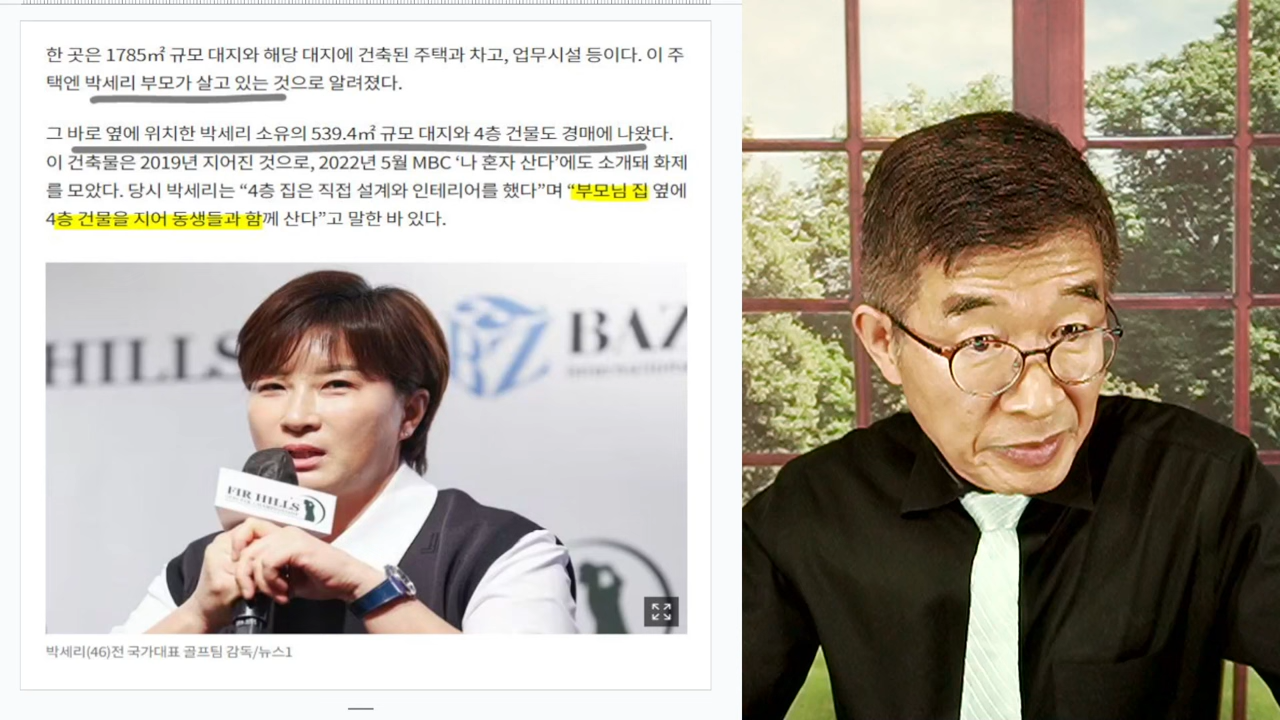 한 곳은 1785㎡ 규모 대지와 해당 대지에 건축된 주택과 차고, 업무시설 등이다. 이 주
택엔 박세리 부모가 살고 있는 것으로 알려졌다.
그 바로 옆에 위치한 박세리 소유의 539.4㎡ 규모 대지와 4층 건물도 경매에 나왔다.
이 건축물은 2019년 지어진 것으로, 2022년 5월 MBC ‘나 혼자 산다’에도 소개돼 화제
를 모았다. 당시 박세리는 “4층 집은 직접 설계와 인테리어를 했다”며 “부모님 집 옆에
4층 건물을 지어 동생들과 함께 산다”고 말한 바 있다.
HILLS
BAZ
FIR HILLS
박세리(46)전 국가대표 골프팀 감독/뉴스1